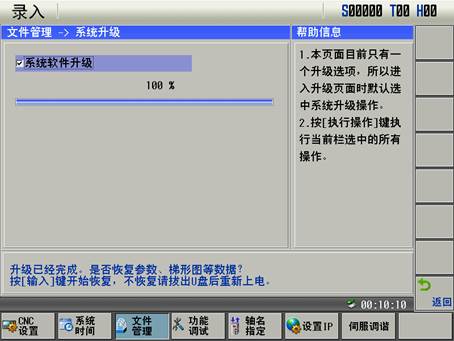 录入 S00000 T00 H00
文件管理 -> 系统升级
系统软件升级
100 %
帮助信息
1.本页面目前只有一
个升级选项，所以进
入升级页面时默认选
中系统升级操作。
2.按[执行操作]键执
行当前栏选中的所有
操作。
升级已经完成。是否恢复参数、梯形图等数据？
按[输入]键开始恢复，不恢复请拔出U盘后重新上电。
返回
00:10:10
CNC
设置
系统
时间
文件
管理
功能
调试
轴名
指定
设置IP
伺服调谐